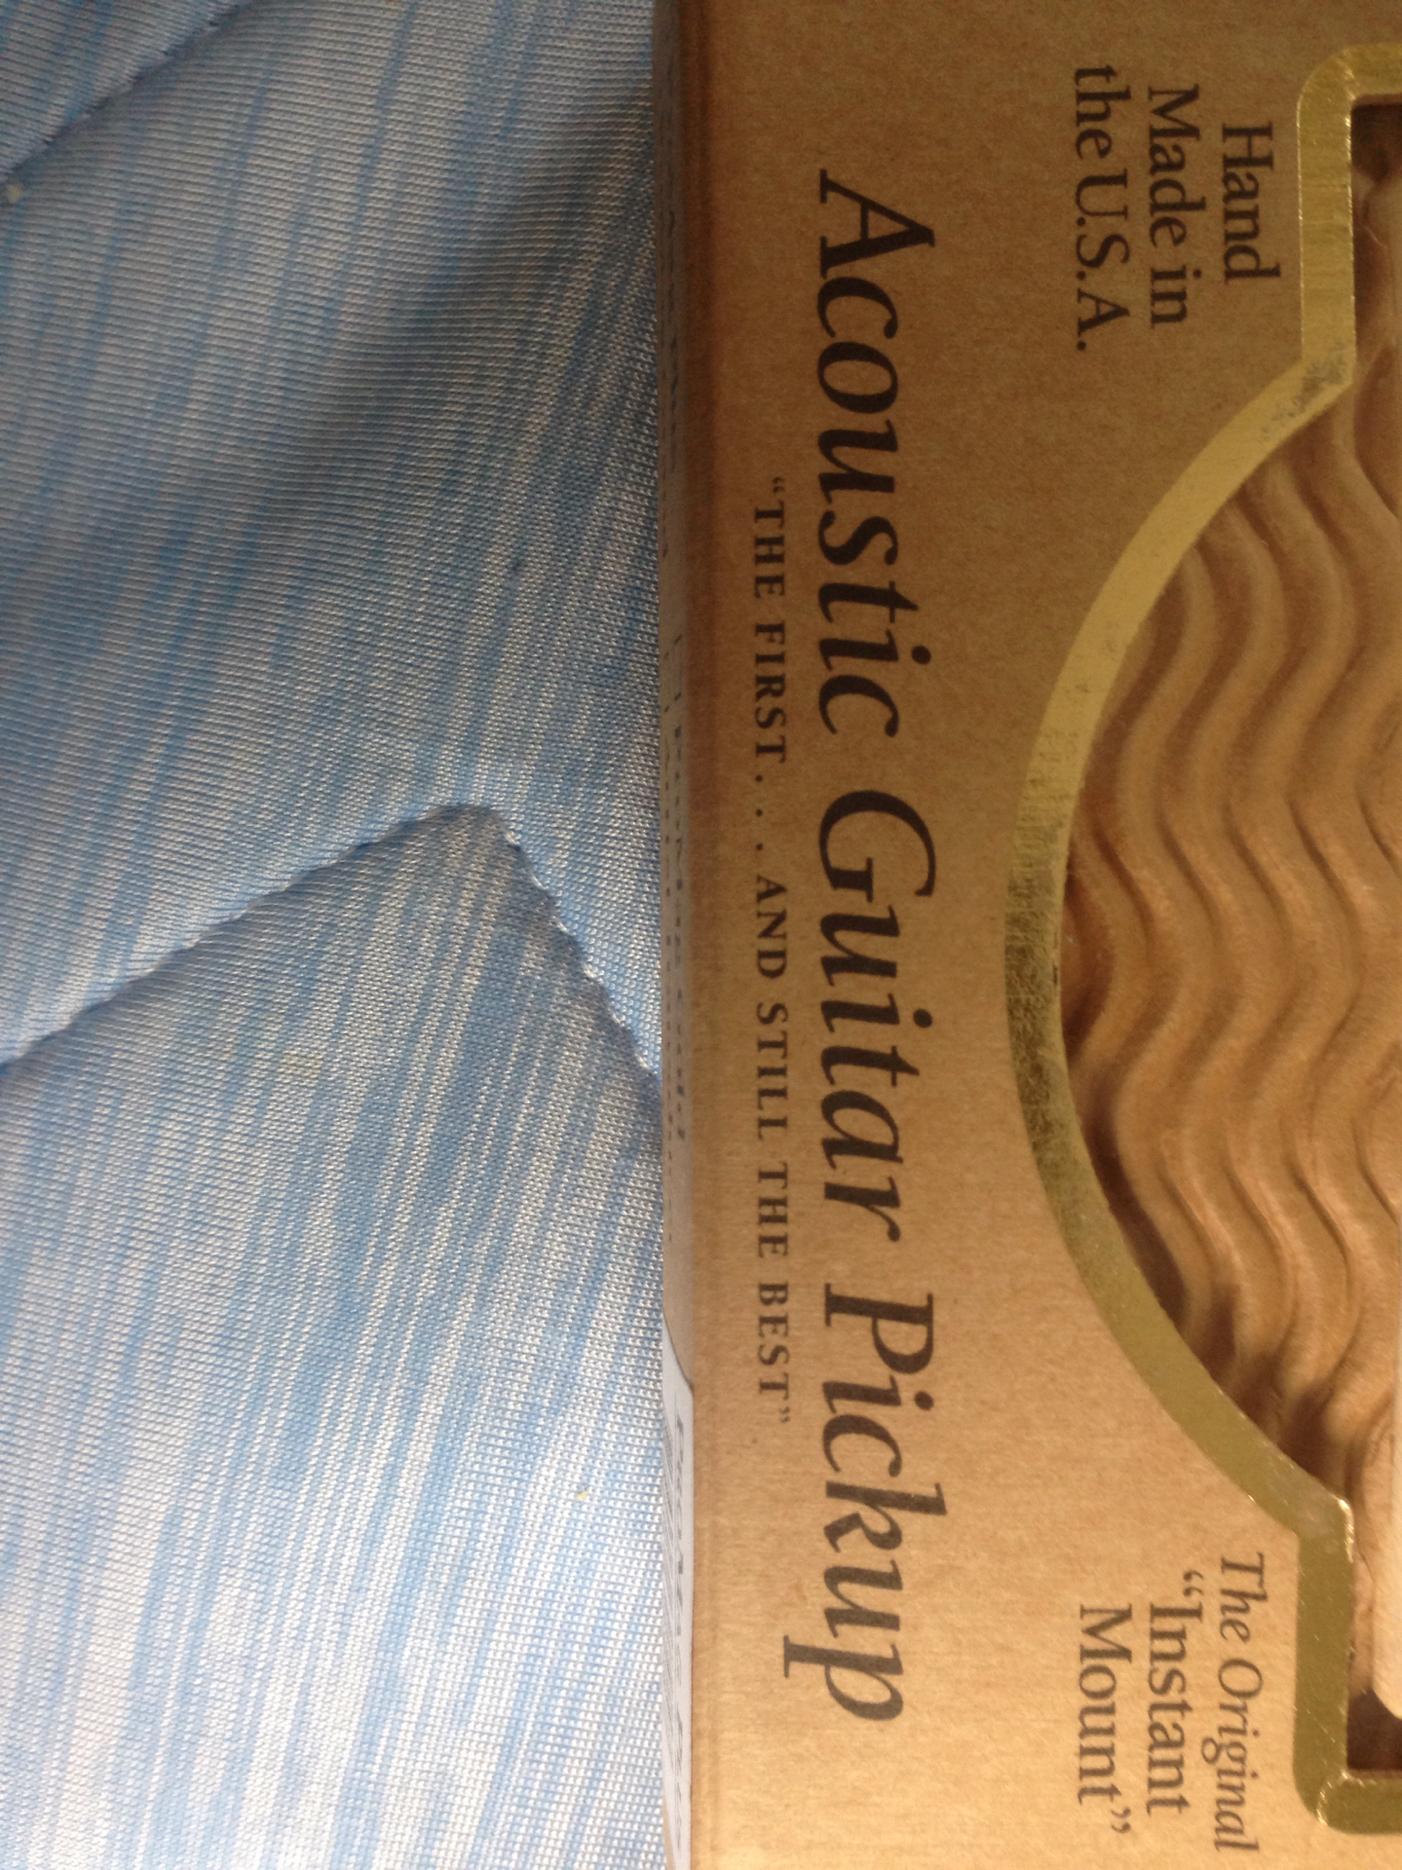 Hand
Made in
the U.S.A.
The Original
“Instant
Mount”
Acoustic Guitar Pickup
“THE FIRST. . . AND STILL THE BEST”